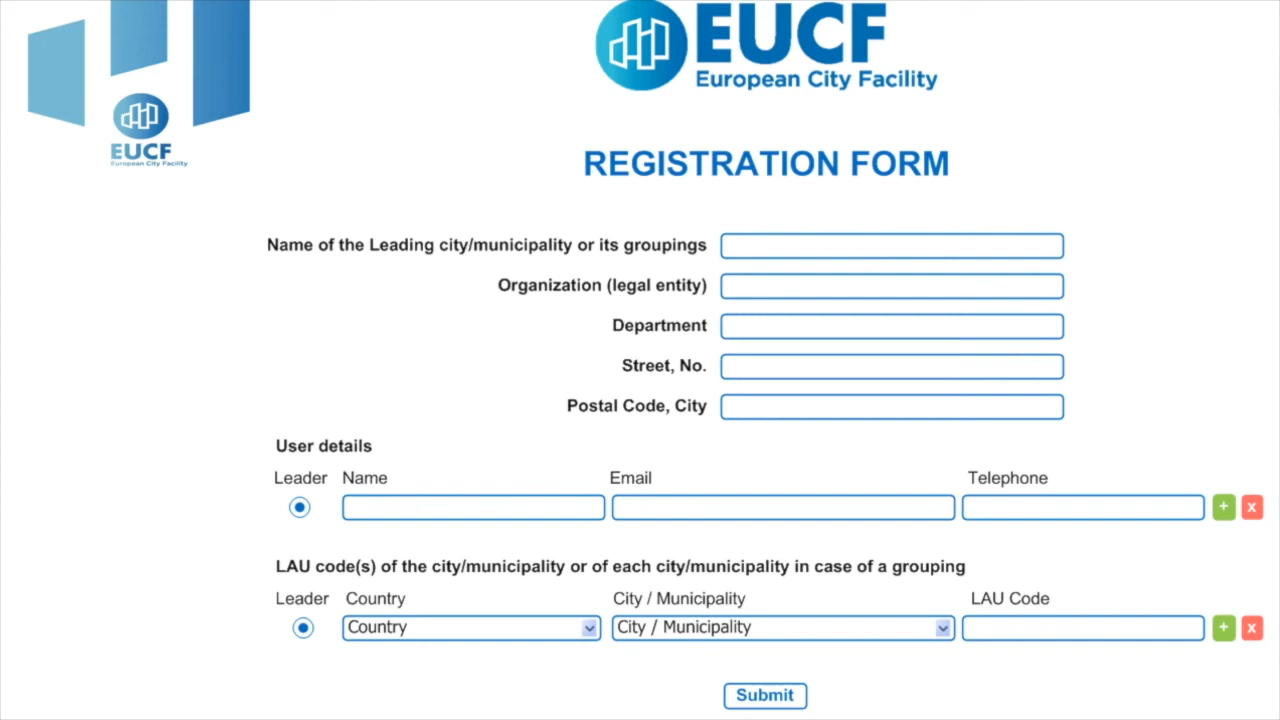 EUCF
European City Facility
EUCF
European City Facility
REGISTRATION FORM
Name of the Leading city/municipality or its groupings
Organization (legal entity)
Department
Street, No.
Postal Code, City
User details
Leader Name Email Telephone
+ x
LAU code(s) of the city/municipality or of each city/municipality in case of a grouping
Leader Country City / Municipality LAU Code
Country City / Municipality + x
Submit